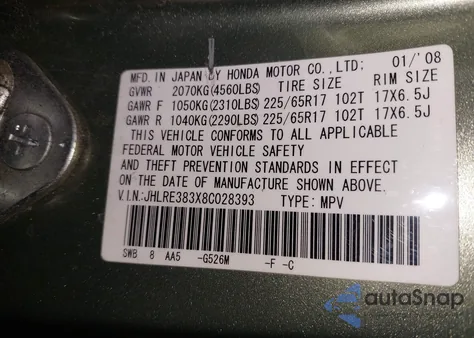 MFD. IN JAPAN BY HONDA MOTOR CO., LTD: 01/'08
GVWR 2070KG(4560LBS) TIRE SIZE RIM SIZE
GAWR F 1050KG(2310LBS) 225/65R17 102T 17X6.5J
GAWR R 1040KG(2290LBS) 225/65R17 102T 17X6.5J
THIS VEHICLE CONFORMS TO ALL APPLICABLE
FEDERAL MOTOR VEHICLE SAFETY
AND THEFT PREVENTION STANDARDS IN EFFECT
ON THE DATE OF MANUFACTURE SHOWN ABOVE.
V.I.N:JHLRE383X8C028393 TYPE: MPV
SWB 8 AA5 -G526M -F -C
autoSnap